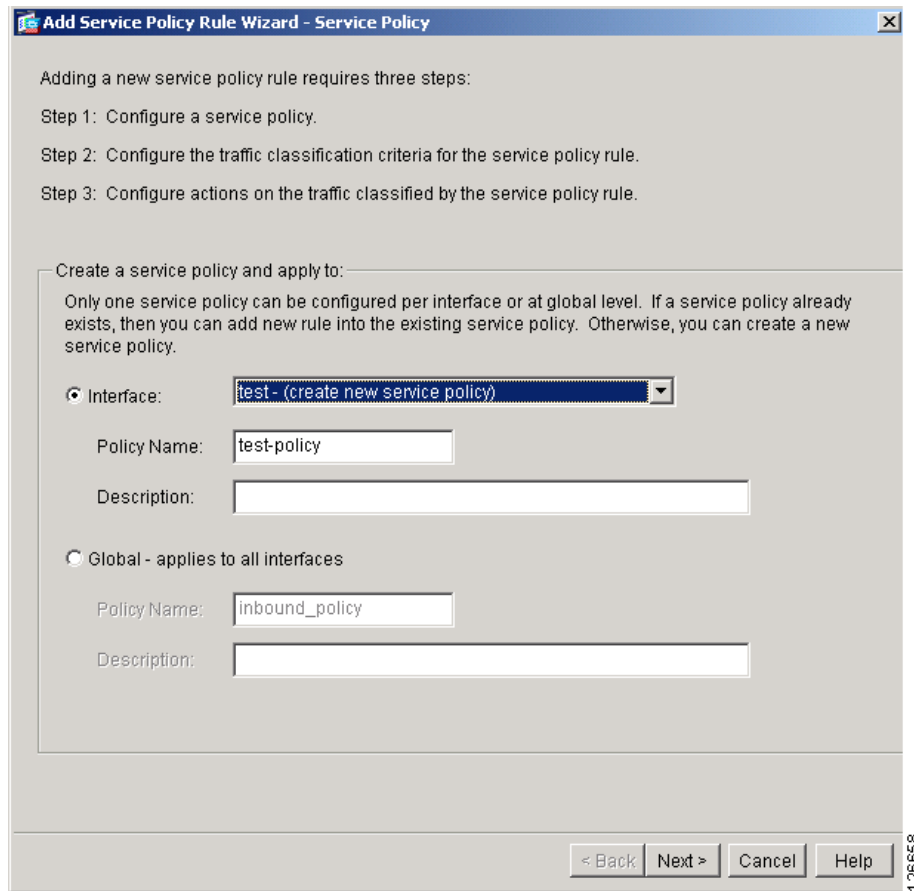 Add Service Policy Rule Wizard - Service Policy
Adding a new service policy rule requires three steps:
Step 1: Configure a service policy.
Step 2: Configure the traffic classification criteria for the service policy rule.
Step 3: Configure actions on the traffic classified by the service policy rule.
Create a service policy and apply to:
Only one service policy can be configured per interface or at global level. If a service policy already
exists, then you can add new rule into the existing service policy. Otherwise, you can create a new
service policy.
Interface: test - (create new service policy)
Policy Name: test-policy
Description:
Global - applies to all interfaces
Policy Name: inbound_policy
Description:
< Back Next > Cancel Help
126658